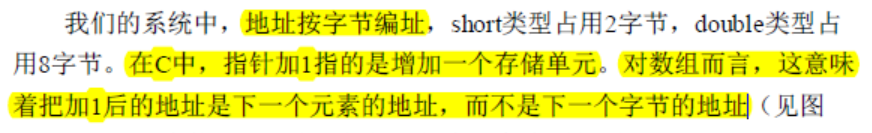 我们的系统中，地址按字节编址，short类型占用2字节，double类型占
用8字节。在C中，指针加1指的是增加一个存储单元。对数组而言，这意味
着把加1后的地址是下一个元素的地址，而不是下一个字节的地址（见图